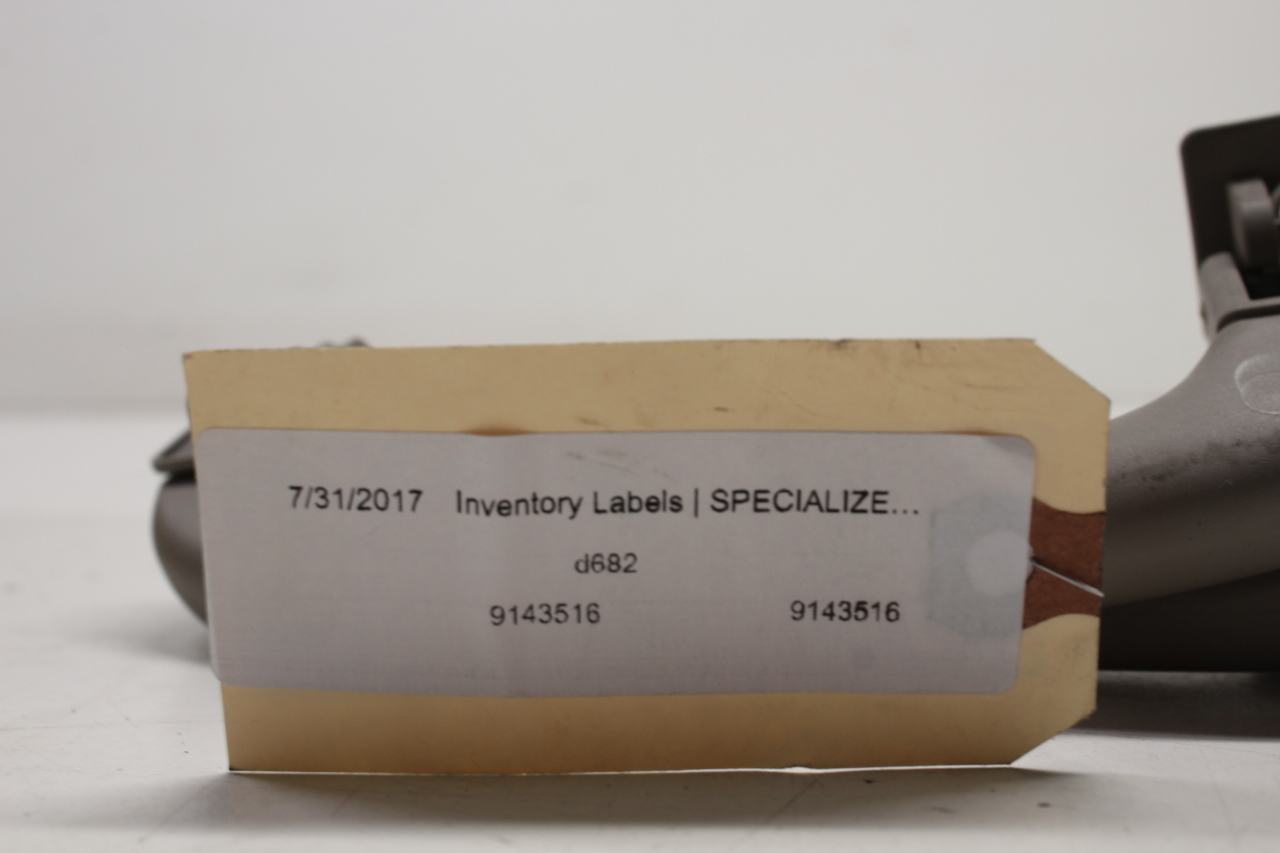 7/31/2017 Inventory Labels | SPECIALIZE...
d682
9143516 9143516